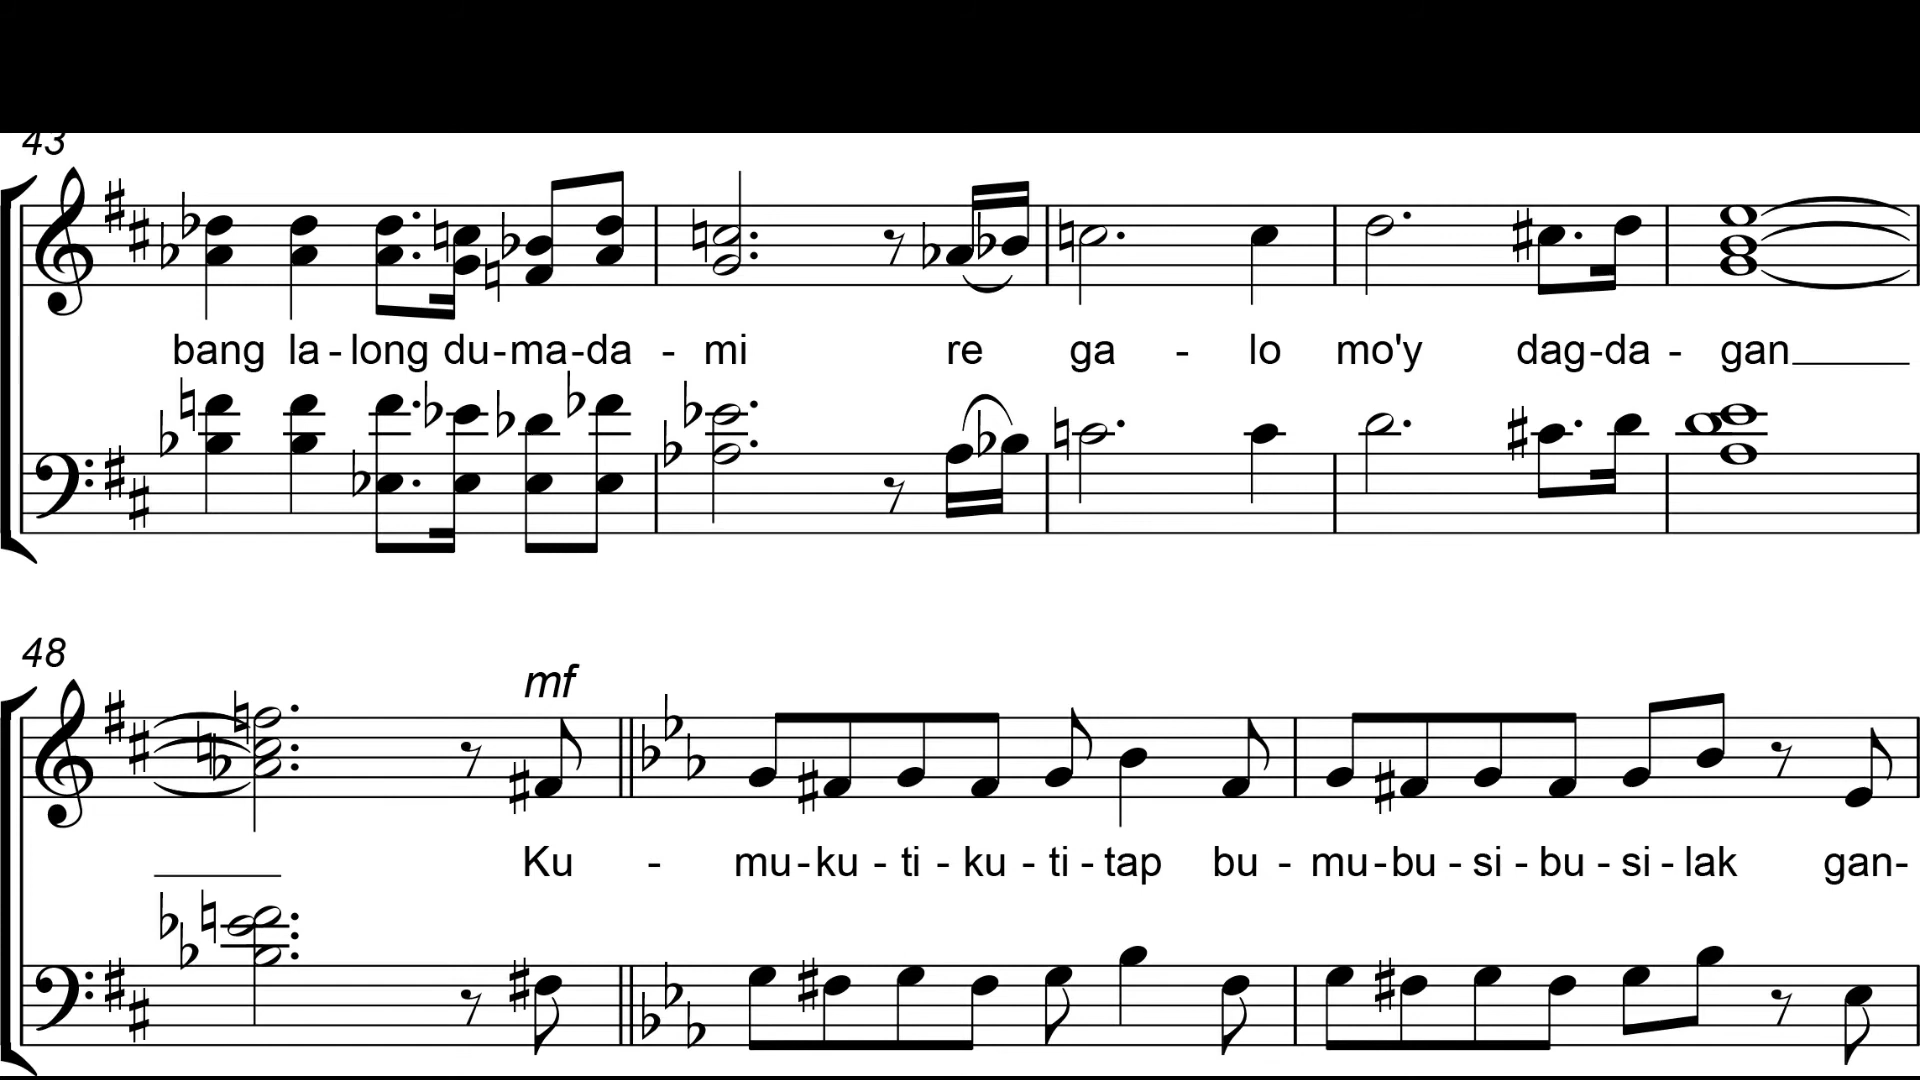 43
bang la - long du - ma - da - mi re ga - lo mo'y dag - da - gan
48
mf
Ku - mu - ku - ti - ku - ti - tap bu - mu - bu - si - bu - si - lak gan-